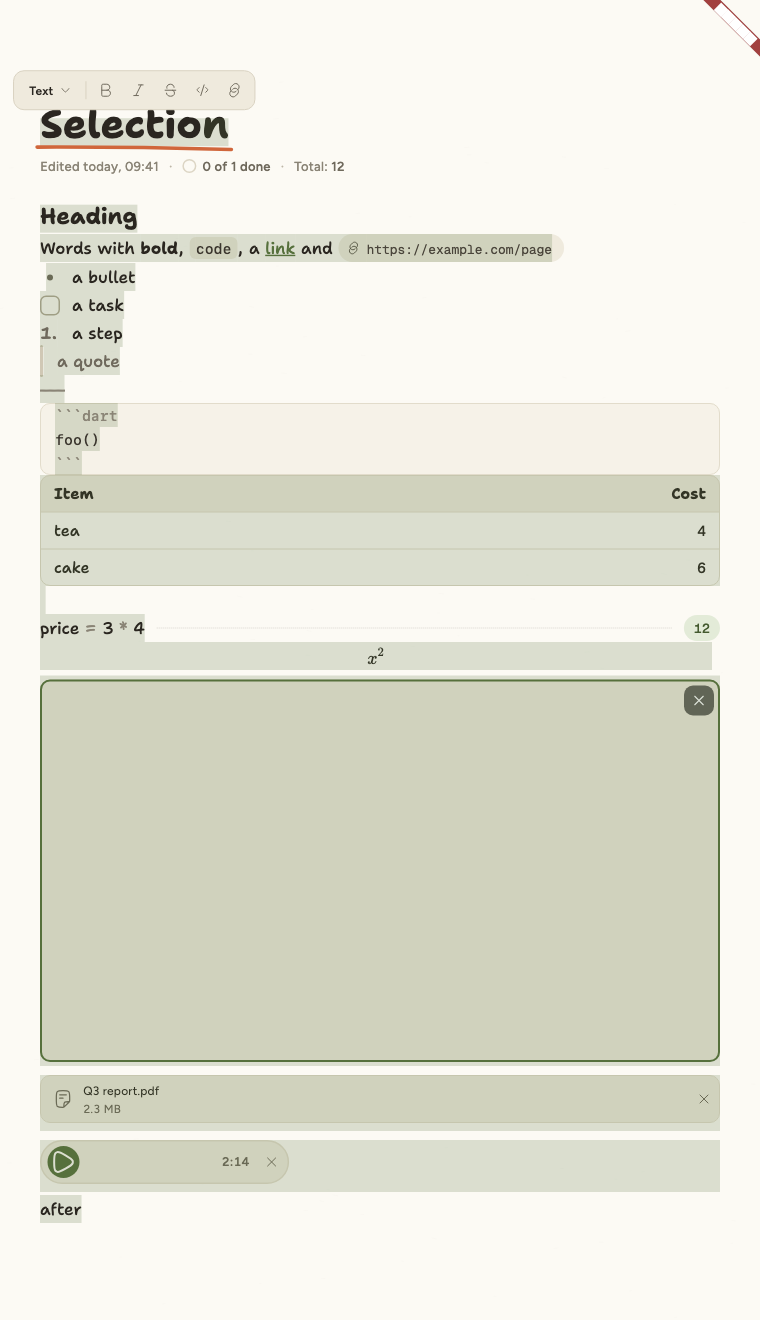 Text B I S </>
Selection
Edited today, 09:41 · 0 of 1 done · Total: 12
Heading
Words with bold, code, a link and https://example.com/page
• a bullet
a task
1. a step
a quote
```dart
foo()
```
Item Cost
tea 4
cake 6
price = 3 * 4 12
x²
Q3 report.pdf
2.3 MB
2:14
after